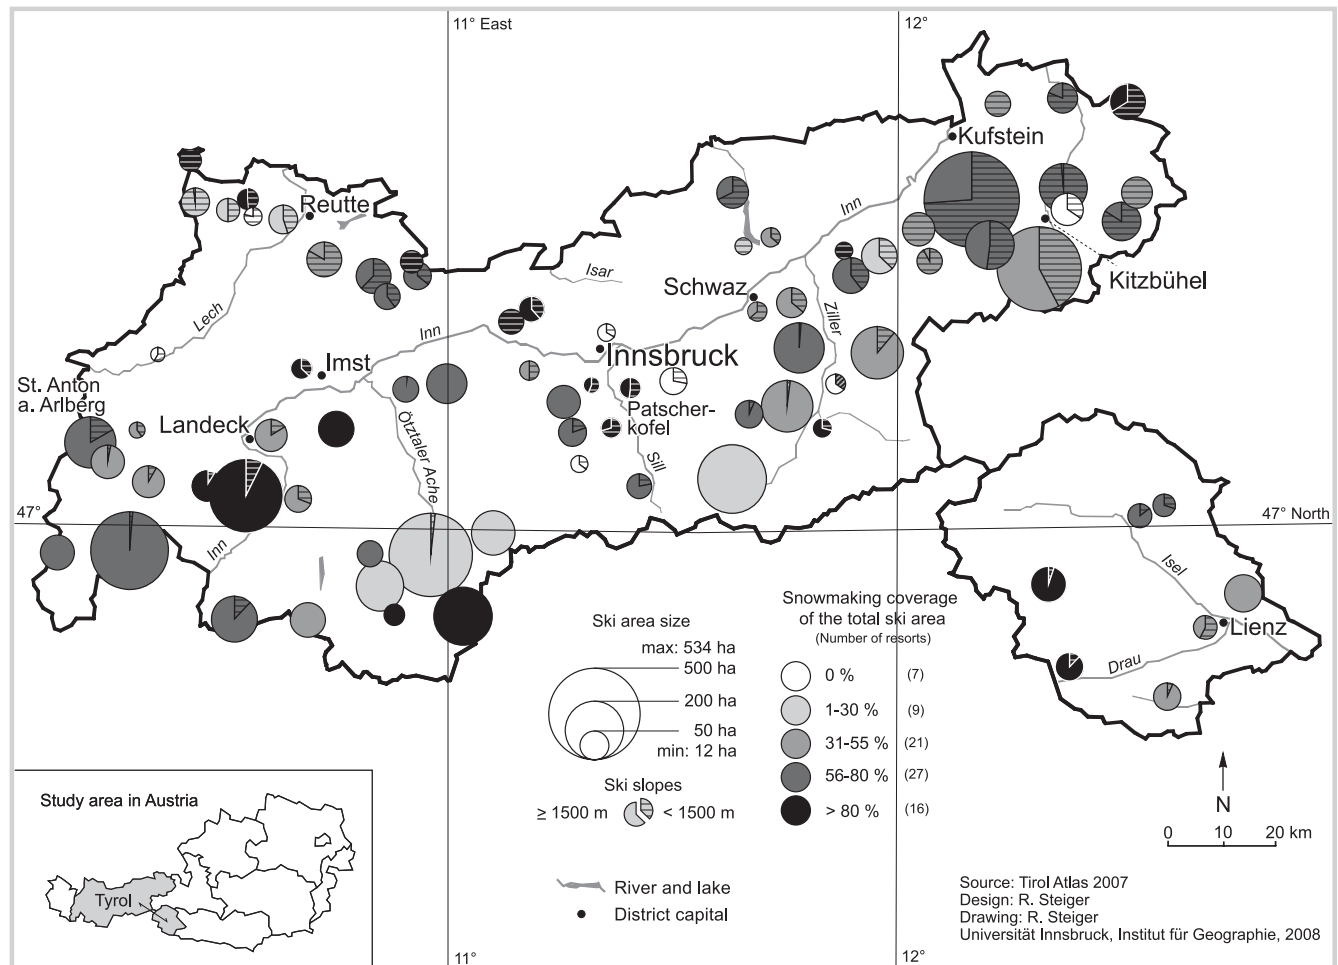 11° East
12°
Kufstein
Reutte
Inn
Isar
Kitzbühel
Schwaz
Lech
Inn
Ziller
Innsbruck
Imst
St. Anton
a. Arlberg
Patscher-
kofel
Landeck
Ötztaler Ache
Sill
47°
47° North
Inn
Isel
Lienz
Drau
Ski area size
max: 534 ha
500 ha
200 ha
50 ha
min: 12 ha
Ski slopes
≥ 1500 m
< 1500 m
Snowmaking coverage
of the total ski area
(Number of resorts)
0 % (7)
1-30 % (9)
31-55 % (21)
56-80 % (27)
> 80 % (16)
River and lake
District capital
N
0 10 20 km
Study area in Austria
Tyrol
Source: Tirol Atlas 2007
Design: R. Steiger
Drawing: R. Steiger
Universität Innsbruck, Institut für Geographie, 2008
11°
12°